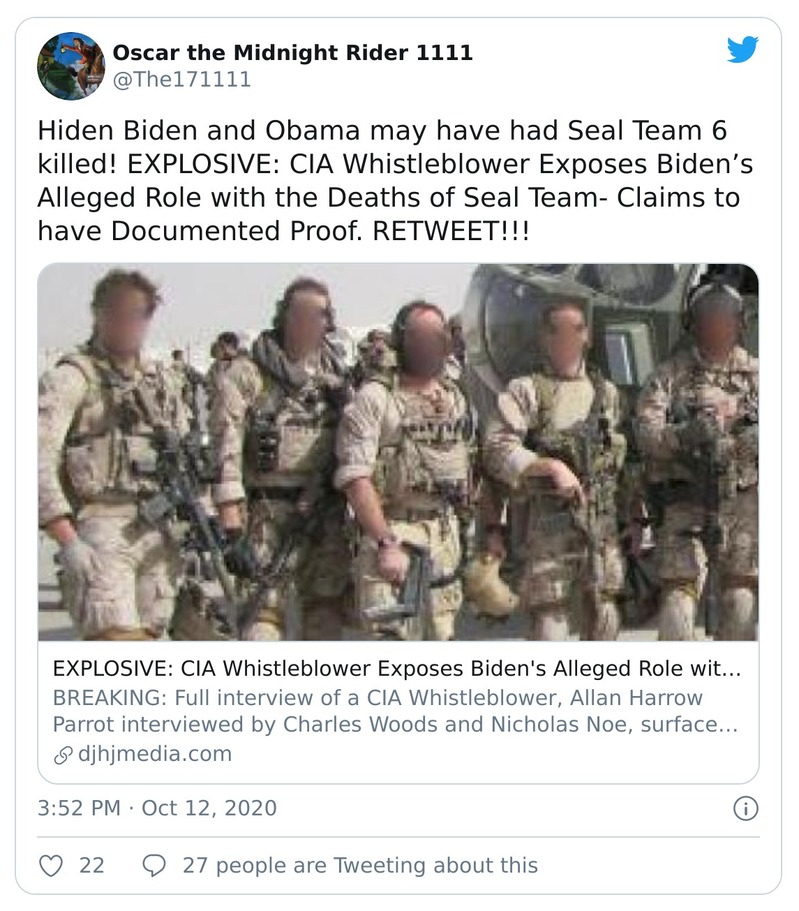 Oscar the Midnight Rider 1111
@The171111
Hiden Biden and Obama may have had Seal Team 6
killed! EXPLOSIVE: CIA Whistleblower Exposes Biden’s
Alleged Role with the Deaths of Seal Team- Claims to
have Documented Proof. RETWEET!!!
EXPLOSIVE: CIA Whistleblower Exposes Biden's Alleged Role wit...
BREAKING: Full interview of a CIA Whistleblower, Allan Harrow
Parrot interviewed by Charles Woods and Nicholas Noe, surface...
djhjmedia.com
3:52 PM · Oct 12, 2020
22 27 people are Tweeting about this